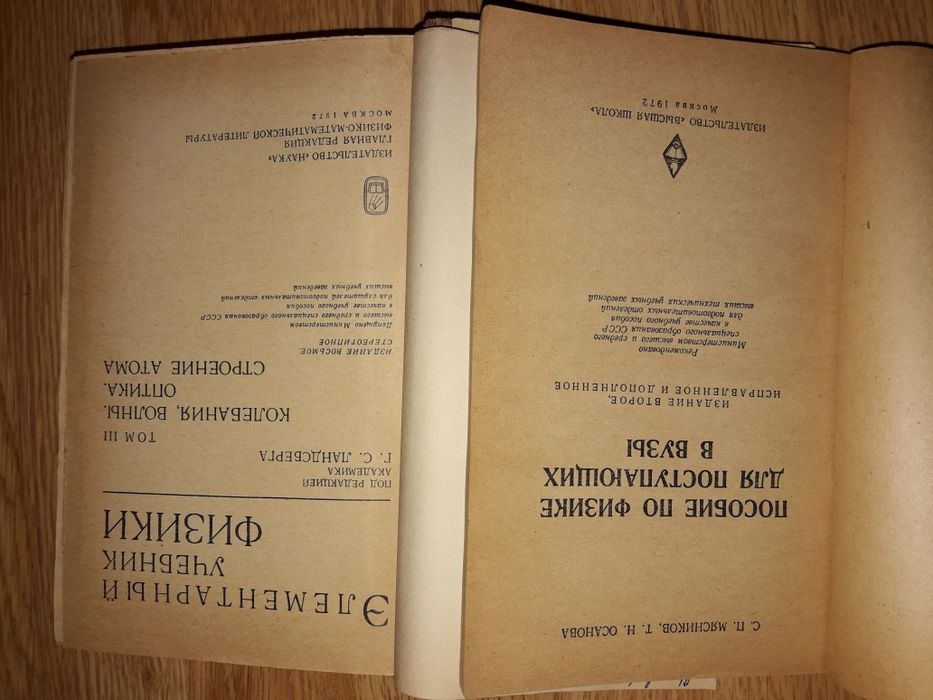 ЭЛЕМЕНТАРНЫЙ
УЧЕБНИК
ФИЗИКИ
ПОД РЕДАКЦИЕЙ
АКАДЕМИКА
Г. С. ЛАНДСБЕРГА
ТОМ III
КОЛЕБАНИЯ, ВОЛНЫ.
ОПТИКА.
СТРОЕНИЕ АТОМА
ИЗДАНИЕ ВОСЬМОЕ,
СТЕРЕОТИПНОЕ
Допущено Министерством
высшего и среднего специального образования СССР
в качестве учебного пособия
для слушателей подготовительных отделений
высших учебных заведений
ИЗДАТЕЛЬСТВО «НАУКА»
ГЛАВНАЯ РЕДАКЦИЯ
ФИЗИКО-МАТЕМАТИЧЕСКОЙ ЛИТЕРАТУРЫ
МОСКВА 1972
С. П. МЯСНИКОВ, Т. Н. ОСАНОВА
ПОСОБИЕ ПО ФИЗИКЕ
ДЛЯ ПОСТУПАЮЩИХ
В ВУЗЫ
ИЗДАНИЕ ВТОРОЕ,
ИСПРАВЛЕННОЕ И ДОПОЛНЕННОЕ
Рекомендовано
Министерством высшего и среднего
специального образования СССР
в качестве учебного пособия
для подготовительных отделений
высших технических учебных заведений
ИЗДАТЕЛЬСТВО «ВЫСШАЯ ШКОЛА»
Москва 1972